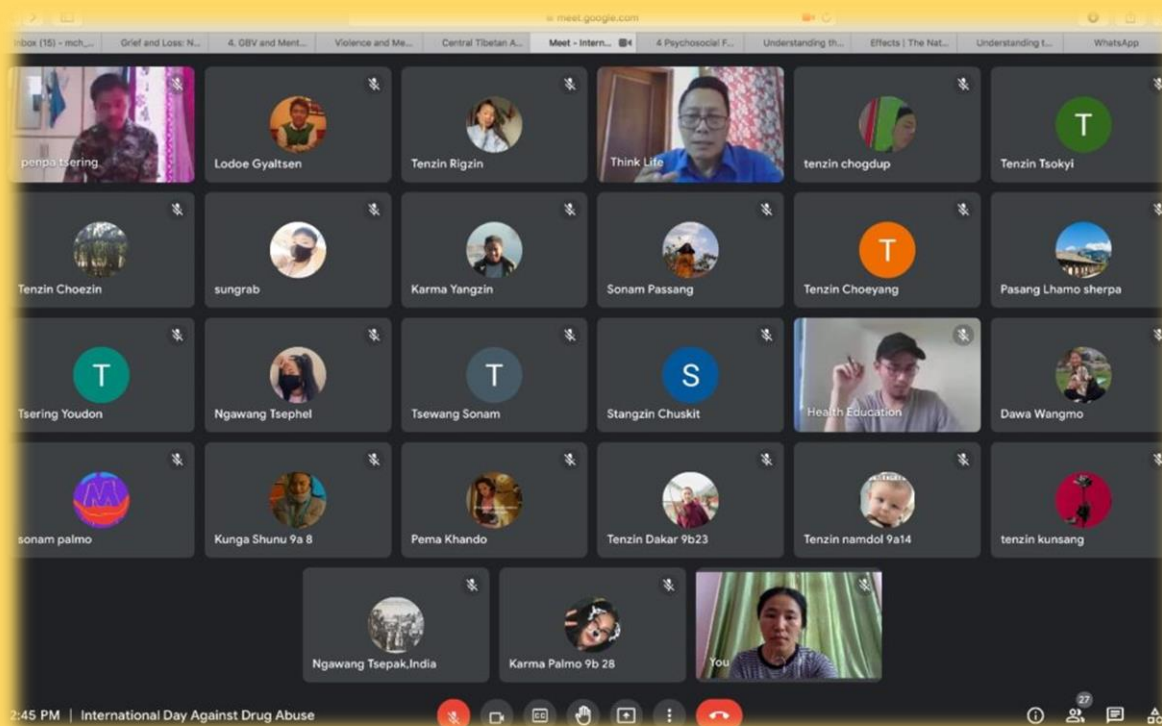 meet.google.com
Inbox (15) - mch_...
Grief and Loss: N...
4. GBV and Ment...
Violence and Me...
Central Tibetan A...
Meet - Intern...
4 Psychosocial F...
Understanding th...
Effects | The Nat...
Understanding t...
WhatsApp
penpa tsering
Lodoe Gyaltsen
Tenzin Rigzin
Think Life
tenzin chogdup
T
Tenzin Tsokyi
Tenzin Choezin
sungrab
Karma Yangzin
Sonam Passang
T
Tenzin Choeyang
Pasang Lhamo sherpa
T
Tsering Youdon
Ngawang Tsephel
T
Tsewang Sonam
S
Stangzin Chuskit
Health Education
Dawa Wangmo
M
sonam palmo
Kunga Shunu 9a 8
Pema Khando
Tenzin Dakar 9b23
Tenzin namdol 9a14
tenzin kunsang
Ngawang Tsepak,India
Karma Palmo 9b 28
You
2:45 PM | International Day Against Drug Abuse
CC
27